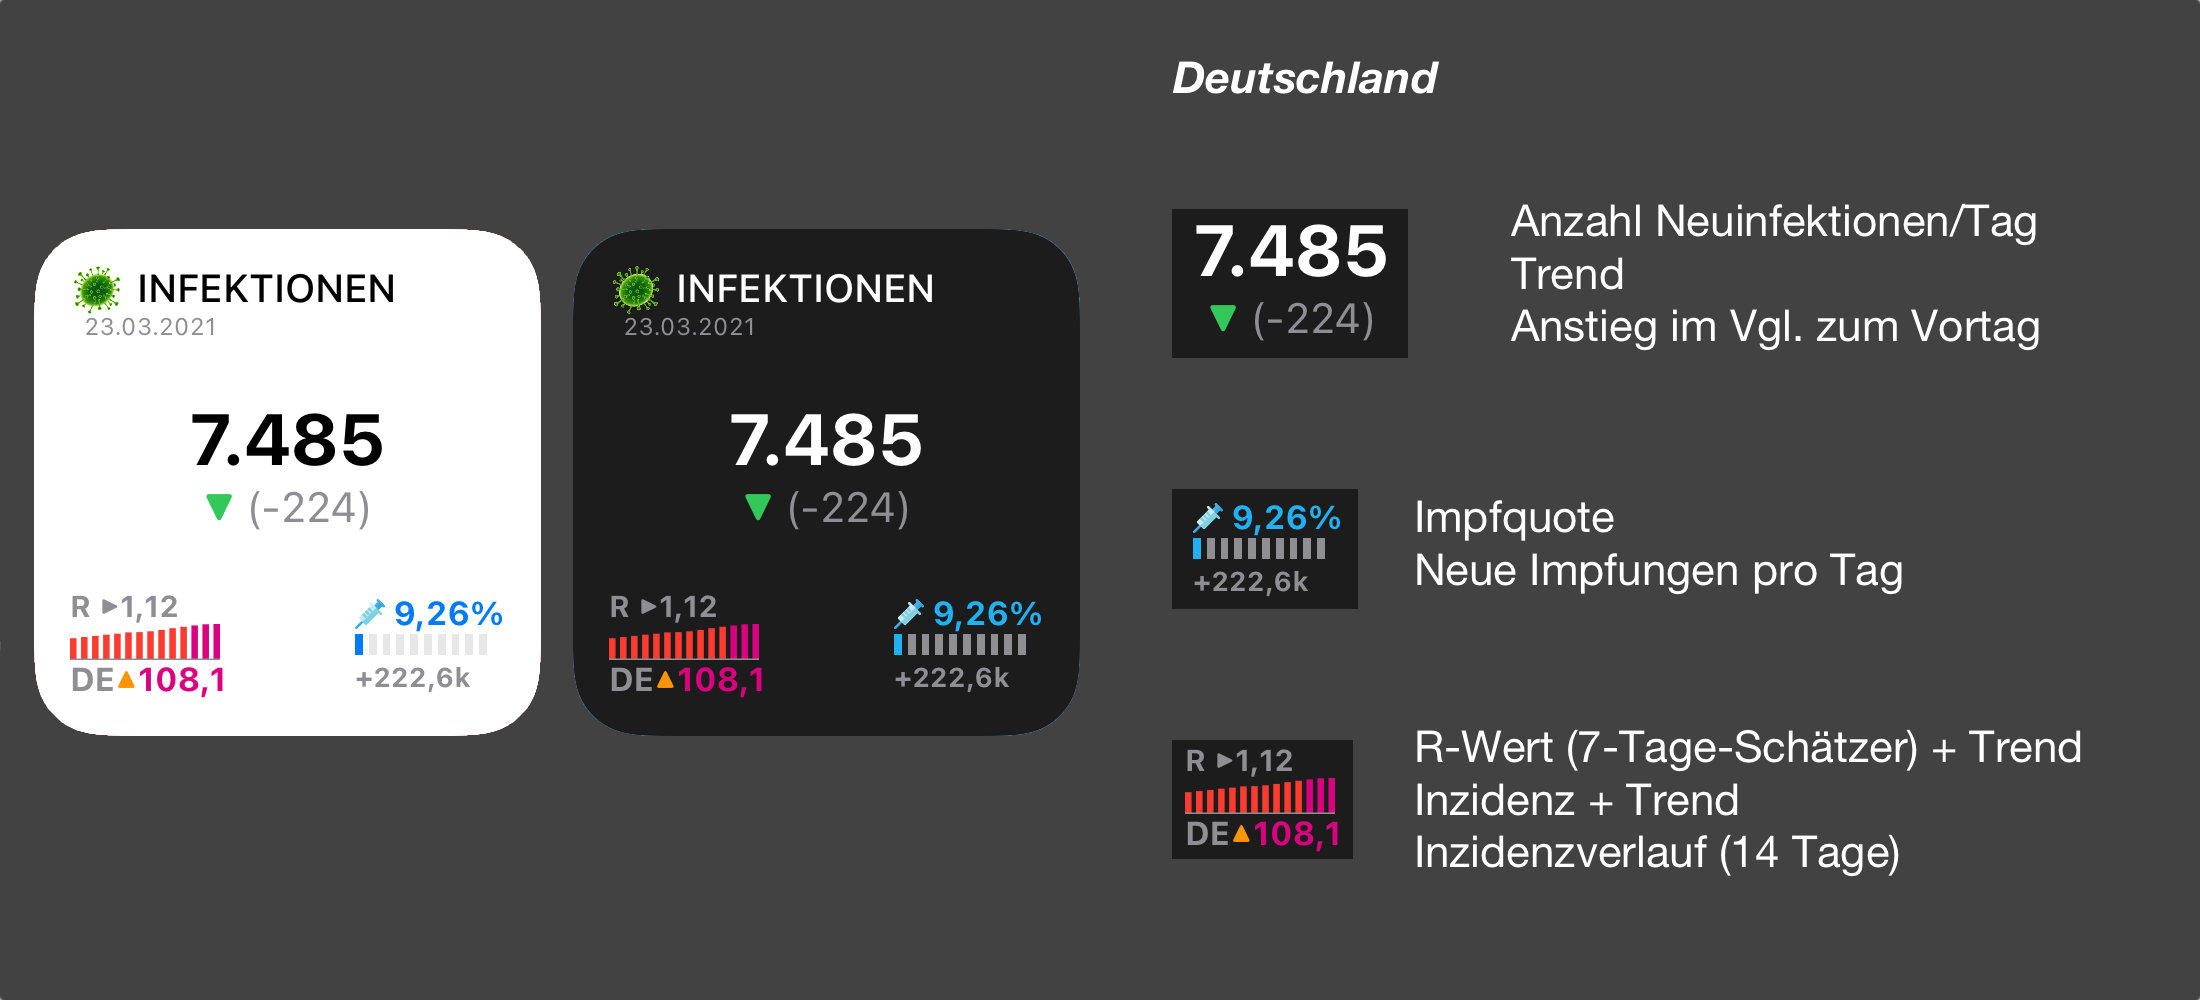 INFEKTIONEN
23.03.2021
7.485
▼ (-224)
R ▶1,12
DE▲108,1
9,26%
+222,6k
INFEKTIONEN
23.03.2021
7.485
▼ (-224)
R ▶1,12
DE▲108,1
9,26%
+222,6k
Deutschland
7.485
▼ (-224)
Anzahl Neuinfektionen/Tag
Trend
Anstieg im Vgl. zum Vortag
9,26%
+222,6k
Impfquote
Neue Impfungen pro Tag
R ▶1,12
DE▲108,1
R-Wert (7-Tage-Schätzer) + Trend
Inzidenz + Trend
Inzidenzverlauf (14 Tage)